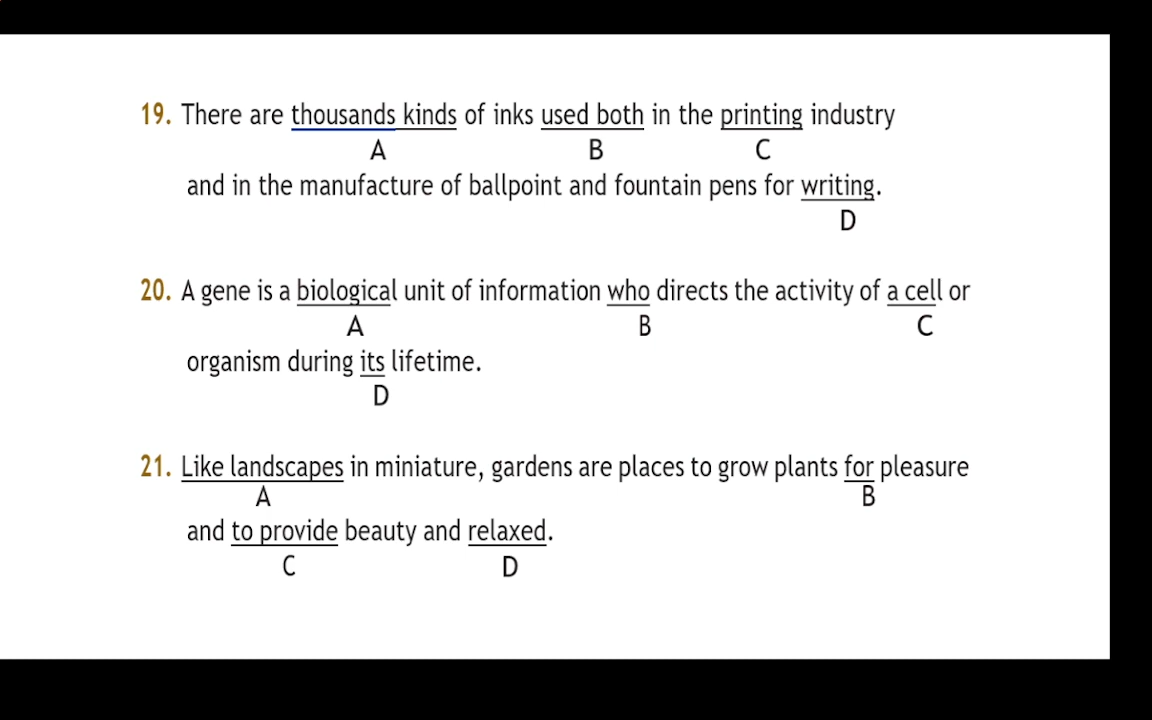 19. There are thousands kinds of inks used both in the printing industry
A B C
and in the manufacture of ballpoint and fountain pens for writing.
D
20. A gene is a biological unit of information who directs the activity of a cell or
A B C
organism during its lifetime.
D
21. Like landscapes in miniature, gardens are places to grow plants for pleasure
A B
and to provide beauty and relaxed.
C D